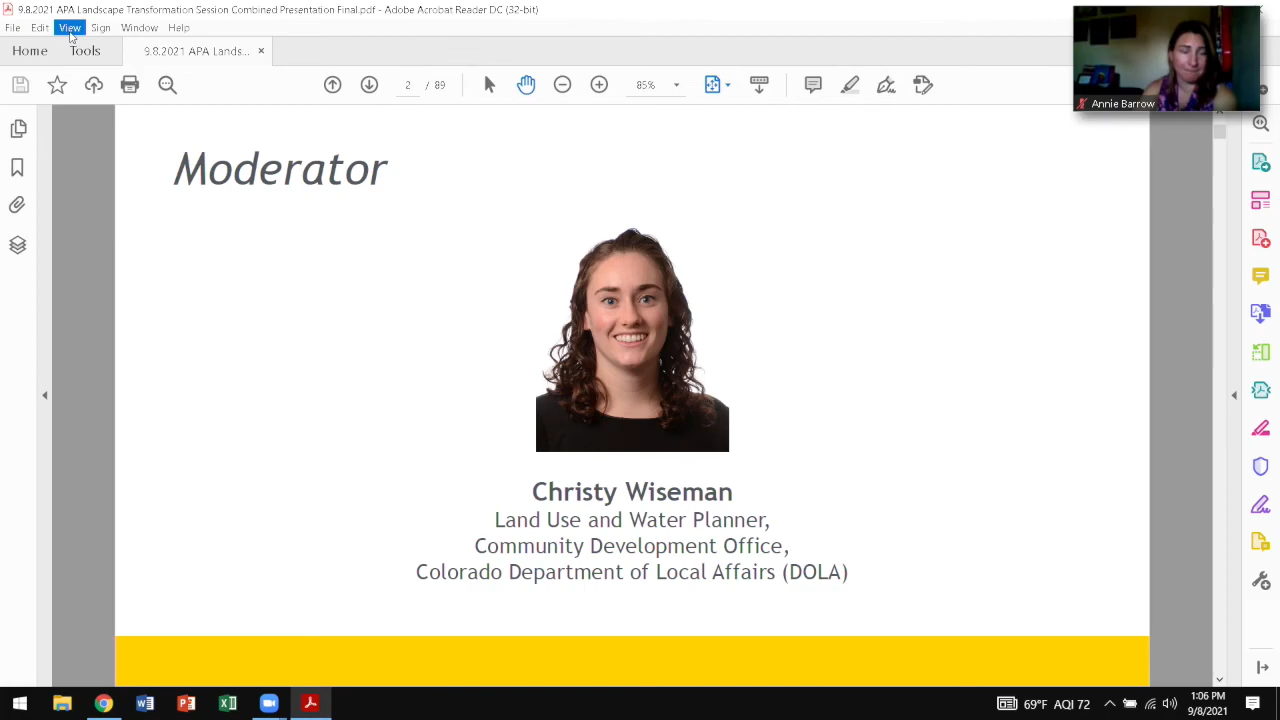 9.8.2021 APA Landscape Transformation Session Combined Presentation Final.pdf - Adobe Acrobat Reader DC (32-bit)
File Edit View Sign Window Help
Home Tools 9.8.2021 APA Lands... ×
2 / 89 85%
Annie Barrow
Moderator
Christy Wiseman
Land Use and Water Planner,
Community Development Office,
Colorado Department of Local Affairs (DOLA)
69°F AQI 72
1:06 PM
9/8/2021